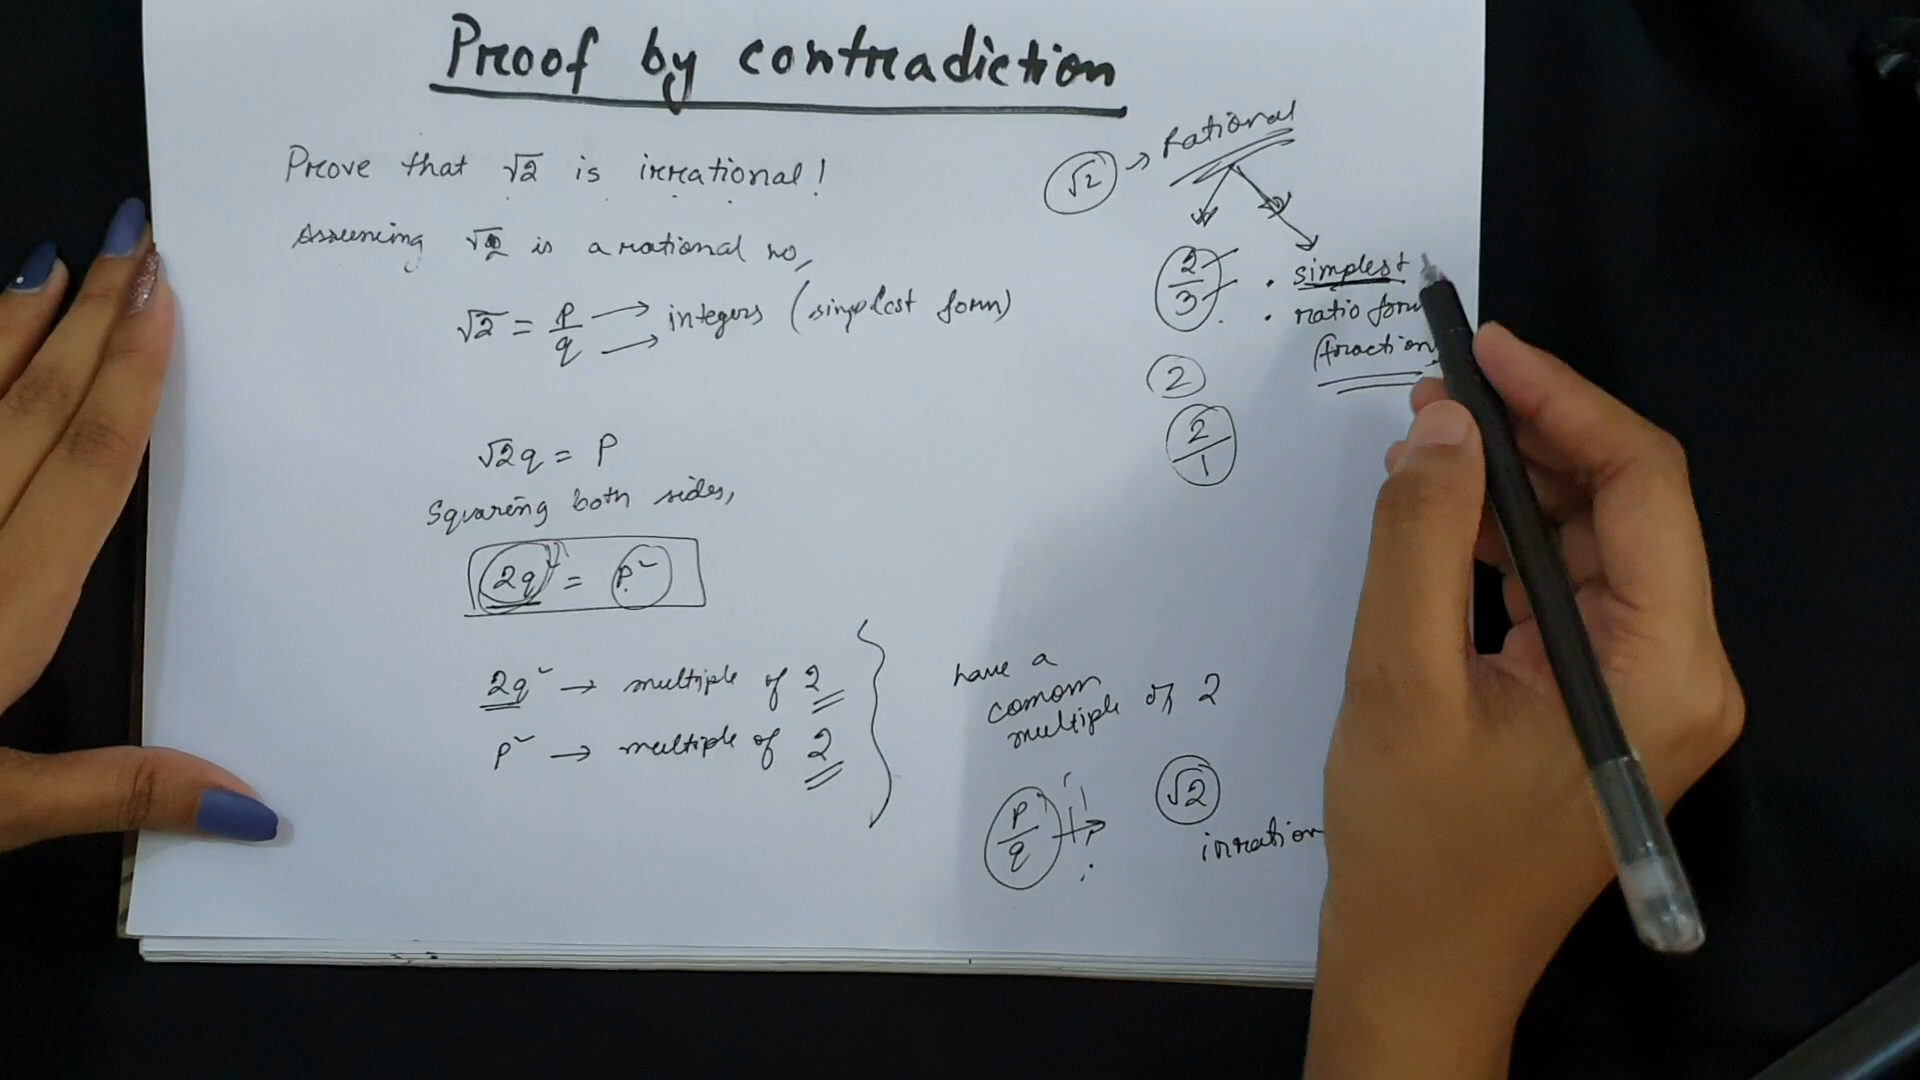 Proof by contradiction
Prove that √2 is irrational!
Assuming √2 is a rational no,
√2 = p/q → integers (simplest form)
√2q = P
Squaring both sides,
2q² = p²
2q² → multiple of 2
p² → multiple of 2
have a
comom
multiple of 2
p/q
√2
irration
√2 → Rational
2/3
• simplest
• ratio form
(fraction
2
2/1